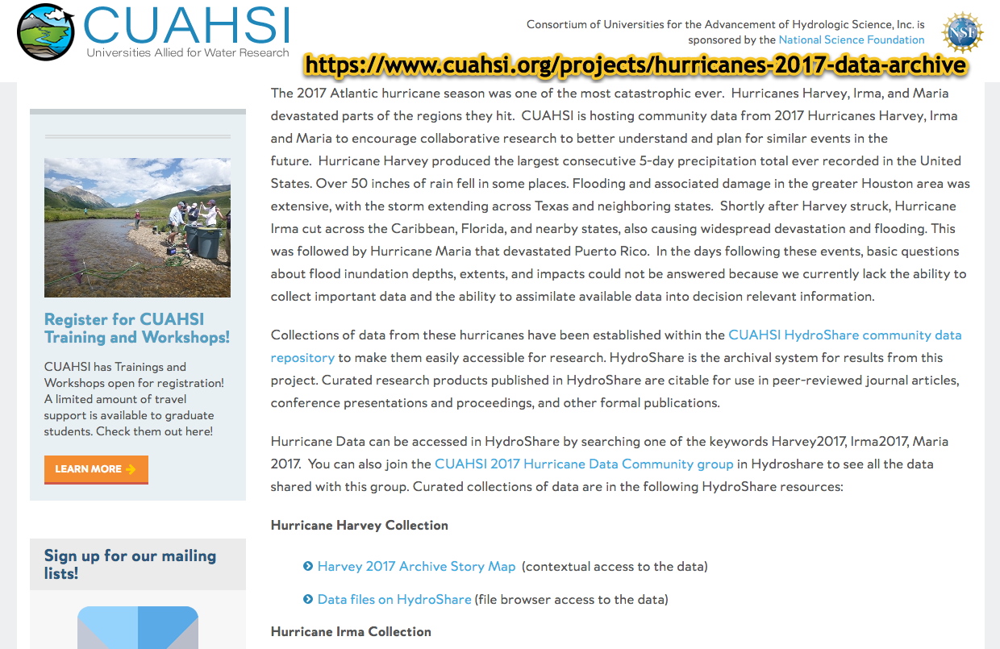 CUAHSI
Universities Allied for Water Research
Consortium of Universities for the Advancement of Hydrologic Science, Inc. is
sponsored by the National Science Foundation
NSF
https://www.cuahsi.org/projects/hurricanes-2017-data-archive
The 2017 Atlantic hurricane season was one of the most catastrophic ever. Hurricanes Harvey, Irma, and Maria
devastated parts of the regions they hit. CUAHSI is hosting community data from 2017 Hurricanes Harvey, Irma
and Maria to encourage collaborative research to better understand and plan for similar events in the
future. Hurricane Harvey produced the largest consecutive 5-day precipitation total ever recorded in the United
States. Over 50 inches of rain fell in some places. Flooding and associated damage in the greater Houston area was
extensive, with the storm extending across Texas and neighboring states. Shortly after Harvey struck, Hurricane
Irma cut across the Caribbean, Florida, and nearby states, also causing widespread devastation and flooding. This
was followed by Hurricane Maria that devastated Puerto Rico. In the days following these events, basic questions
about flood inundation depths, extents, and impacts could not be answered because we currently lack the ability to
collect important data and the ability to assimilate available data into decision relevant information.
Collections of data from these hurricanes have been established within the CUAHSI HydroShare community data
repository to make them easily accessible for research. HydroShare is the archival system for results from this
project. Curated research products published in HydroShare are citable for use in peer-reviewed journal articles,
conference presentations and proceedings, and other formal publications.
Hurricane Data can be accessed in HydroShare by searching one of the keywords Harvey2017, Irma2017, Maria
2017. You can also join the CUAHSI 2017 Hurricane Data Community group in Hydroshare to see all the data
shared with this group. Curated collections of data are in the following HydroShare resources:
Hurricane Harvey Collection
Harvey 2017 Archive Story Map (contextual access to the data)
Data files on HydroShare (file browser access to the data)
Hurricane Irma Collection
Register for CUAHSI
Training and Workshops!
CUAHSI has Trainings and
Workshops open for registration!
A limited amount of travel
support is available to graduate
students. Check them out here!
LEARN MORE
Sign up for our mailing
lists!